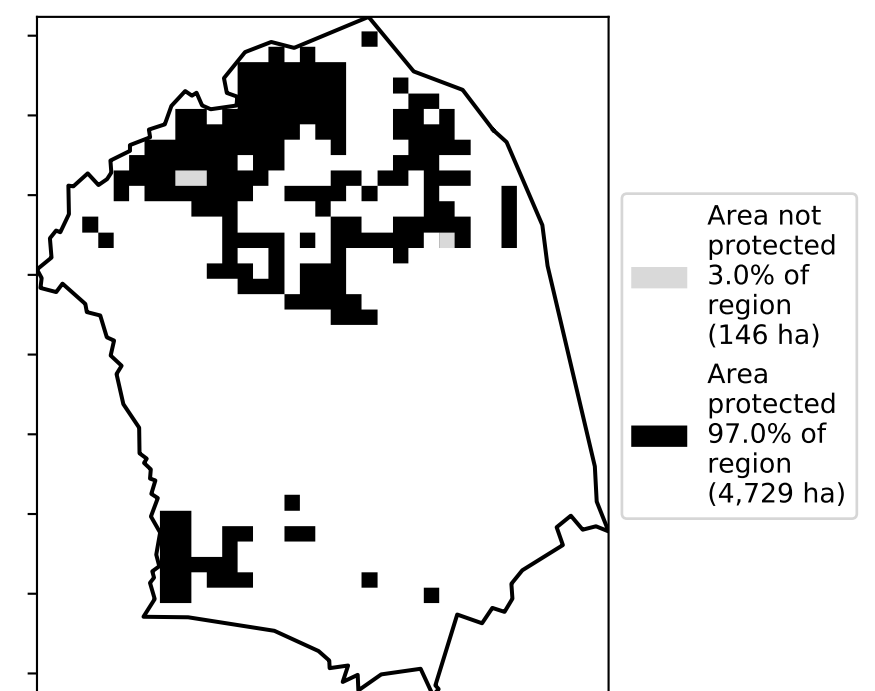 Area not
protected
3.0% of
region
(146 ha)
Area
protected
97.0% of
region
(4,729 ha)